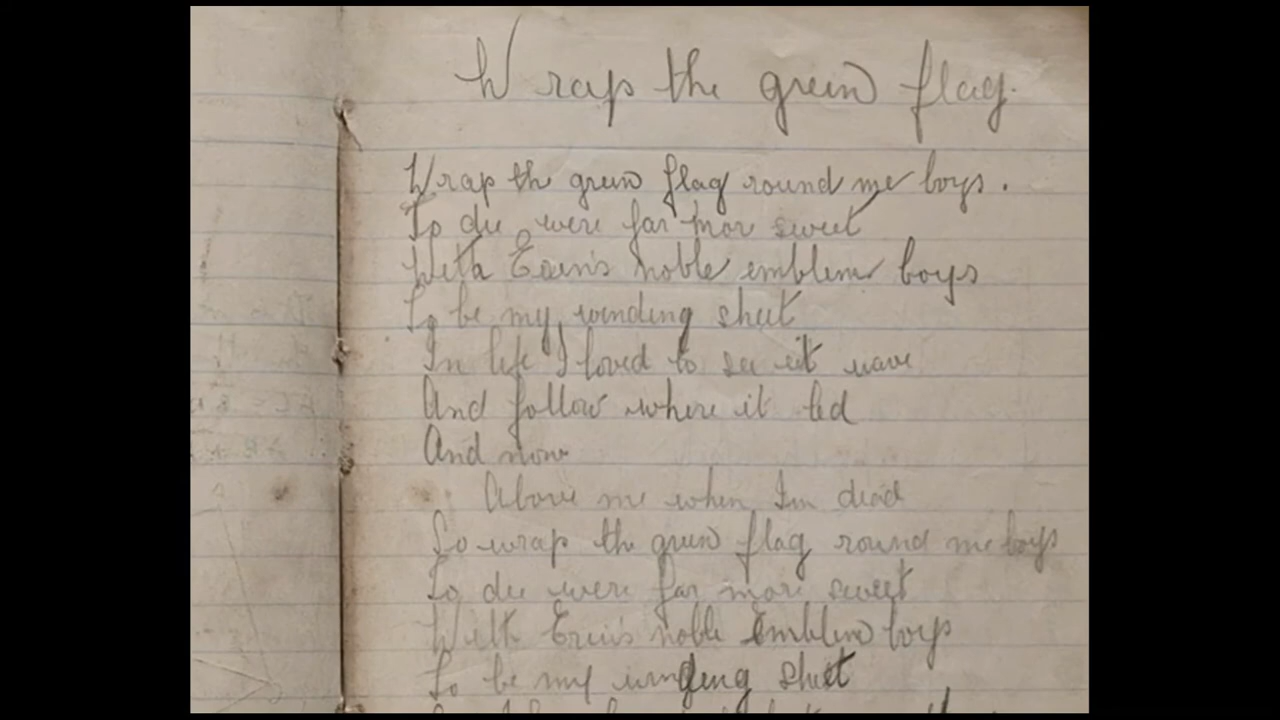 Wrap the green flag.
Wrap the green flag round me boys.
To die were far more sweet
With Erin's noble emblem boys
To be my winding sheet
In life I loved to see it wave
And follow where it led
And now
Above me when Im dead
So wrap the green flag round me boys
To die were far more sweet
With Erin's noble Emblem boys
To be my winding sheet